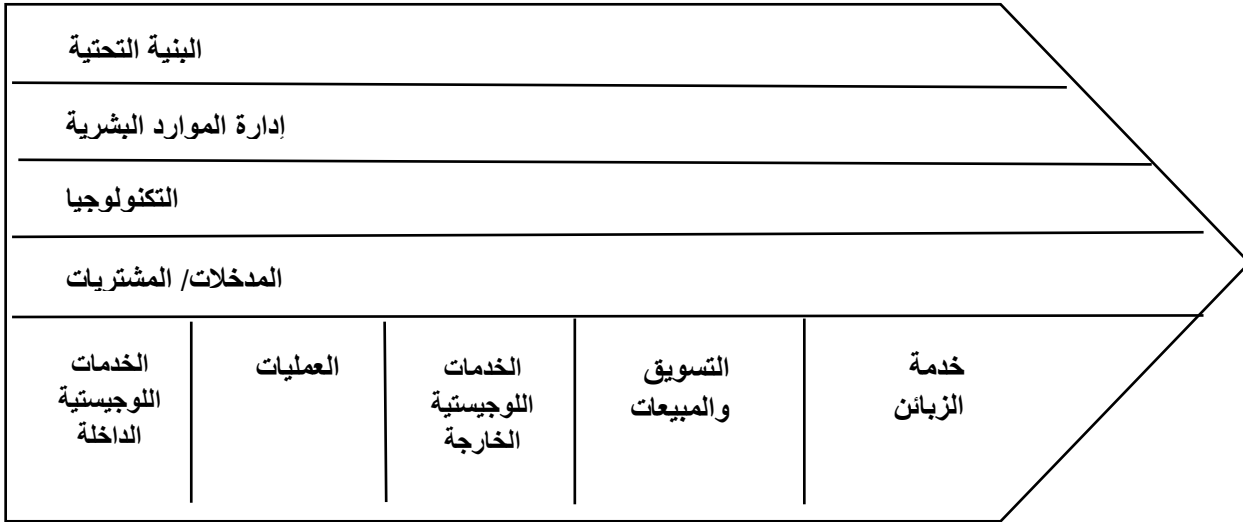 البنية التحتية
إدارة الموارد البشرية
التكنولوجيا
المدخلات/ المشتريات
الخدمات
اللوجيستية
الداخلة
العمليات
الخدمات
اللوجيستية
الخارجة
التسويق
والمبيعات
خدمة
الزبائن